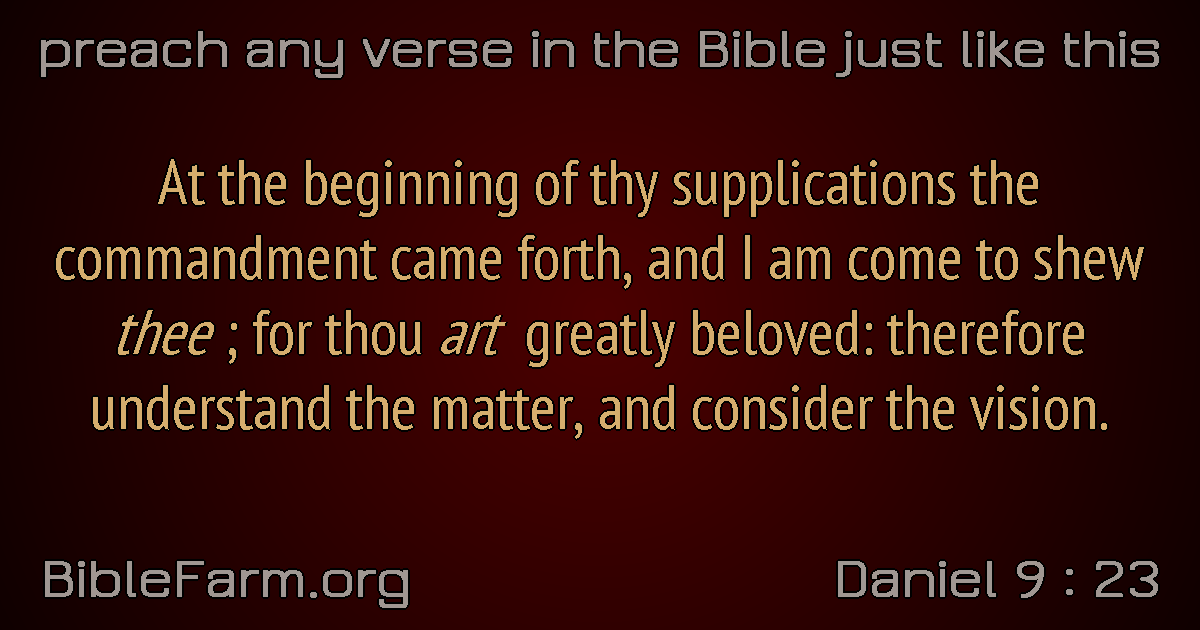 preach any verse in the Bible just like this
At the beginning of thy supplications the
commandment came forth, and I am come to shew
thee ; for thou art greatly beloved: therefore
understand the matter, and consider the vision.
BibleFarm.org
Daniel 9 : 23